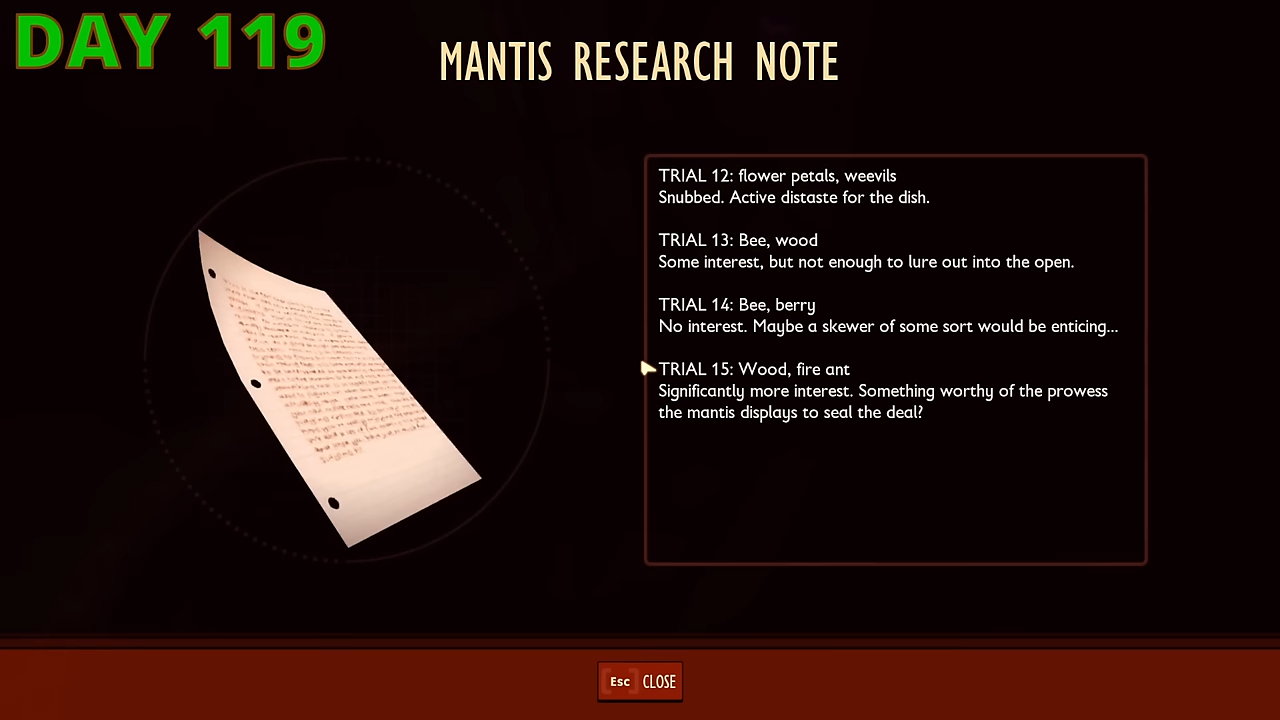 DAY 119
MANTIS RESEARCH NOTE
TRIAL 12: flower petals, weevils
Snubbed. Active distaste for the dish.
TRIAL 13: Bee, wood
Some interest, but not enough to lure out into the open.
TRIAL 14: Bee, berry
No interest. Maybe a skewer of some sort would be enticing...
TRIAL 15: Wood, fire ant
Significantly more interest. Something worthy of the prowess
the mantis displays to seal the deal?
Esc CLOSE